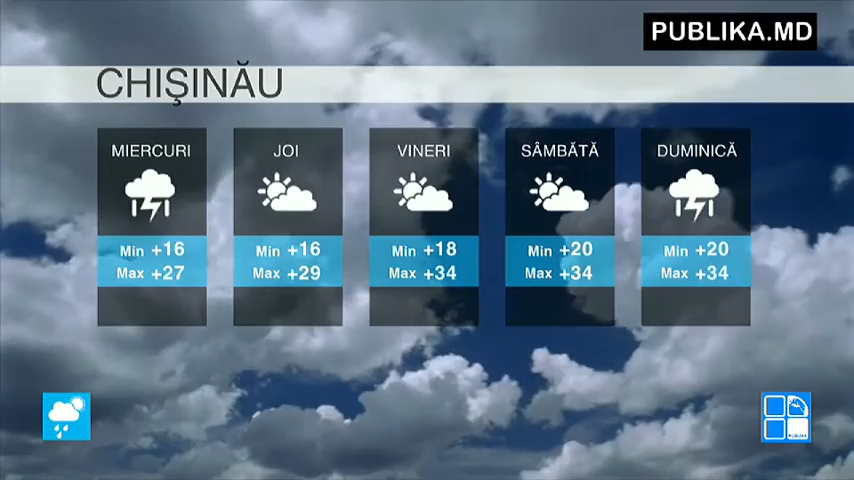 PUBLIKA.MD
CHIŞINĂU
MIERCURI
Min +16
Max +27
JOI
Min +16
Max +29
VINERI
Min +18
Max +34
SÂMBĂTĂ
Min +20
Max +34
DUMINICĂ
Min +20
Max +34
PUBLIKA